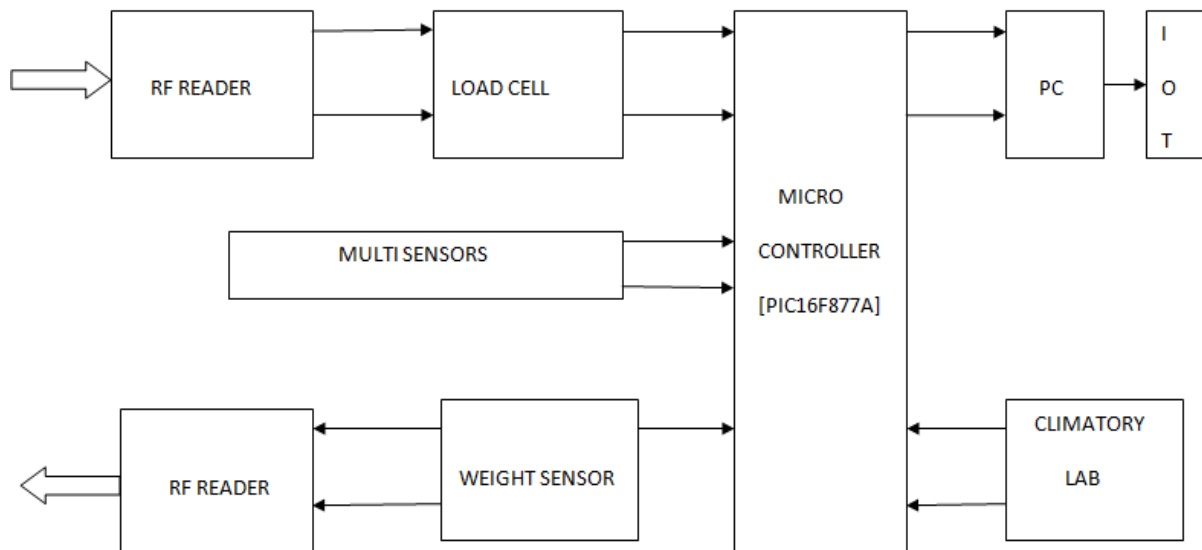 RF READER
LOAD CELL
PC
I
O
T
MULTI SENSORS
MICRO
CONTROLLER
[PIC16F877A]
RF READER
WEIGHT SENSOR
CLIMATORY
LAB